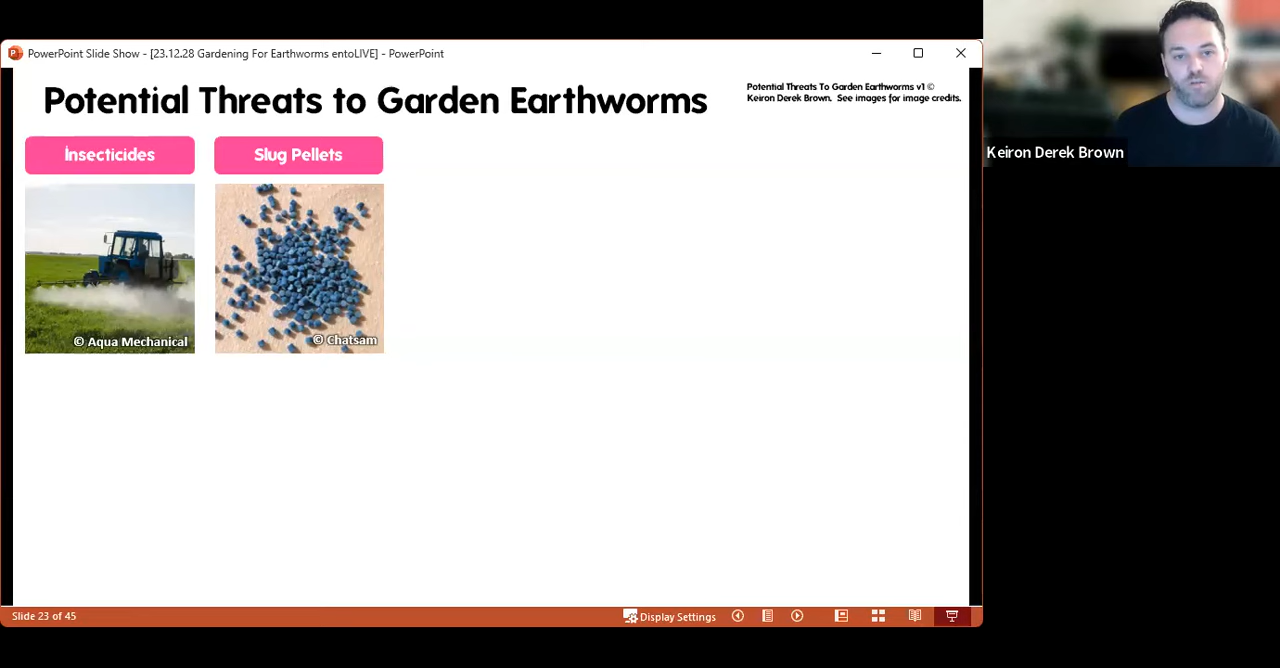 PowerPoint Slide Show - [23.12.28 Gardening For Earthworms entoLIVE] - PowerPoint
Potential Threats to Garden Earthworms
Potential Threats To Garden Earthworms v1 ©
Keiron Derek Brown. See images for image credits.
Insecticides
Slug Pellets
© Aqua Mechanical
© Chatsam
Keiron Derek Brown
Slide 23 of 45
Display Settings